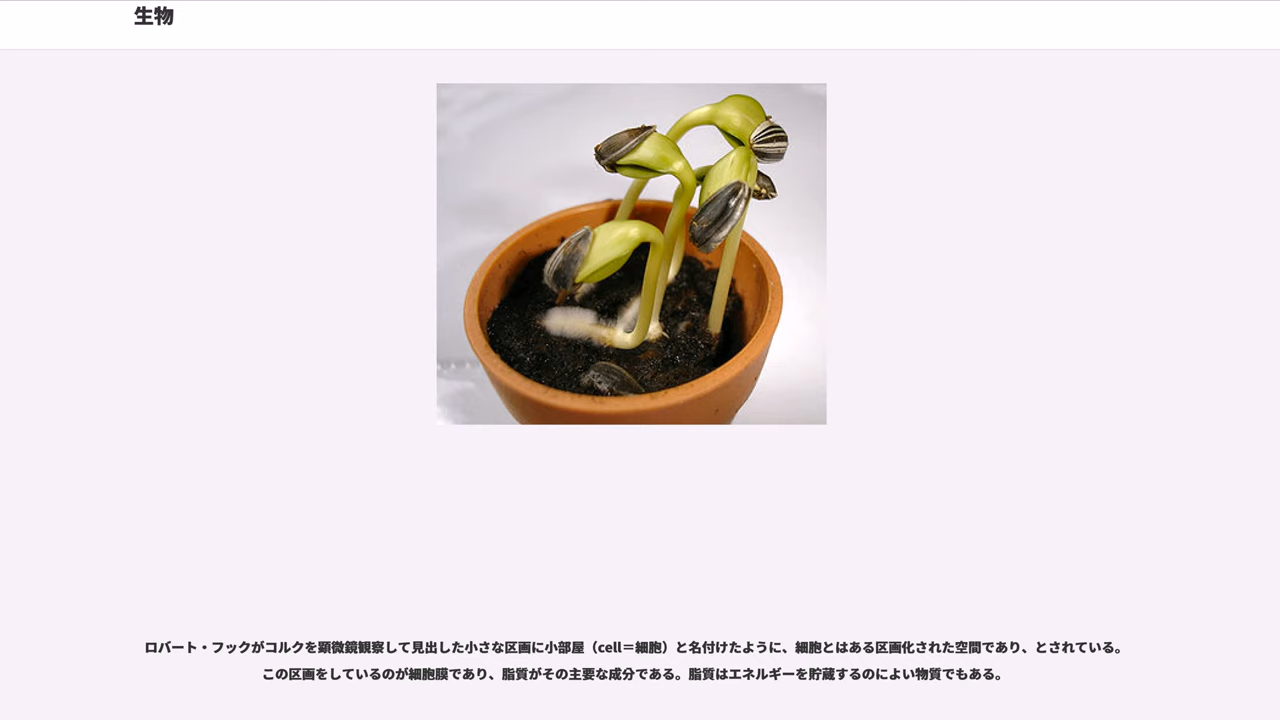 生物
ロバート・フックがコルクを顕微鏡観察して見出した小さな区画に小部屋（cell＝細胞）と名付けたように、細胞とはある区画化された空間であり、とされている。
この区画をしているのが細胞膜であり、脂質がその主要な成分である。脂質はエネルギーを貯蔵するのによい物質でもある。